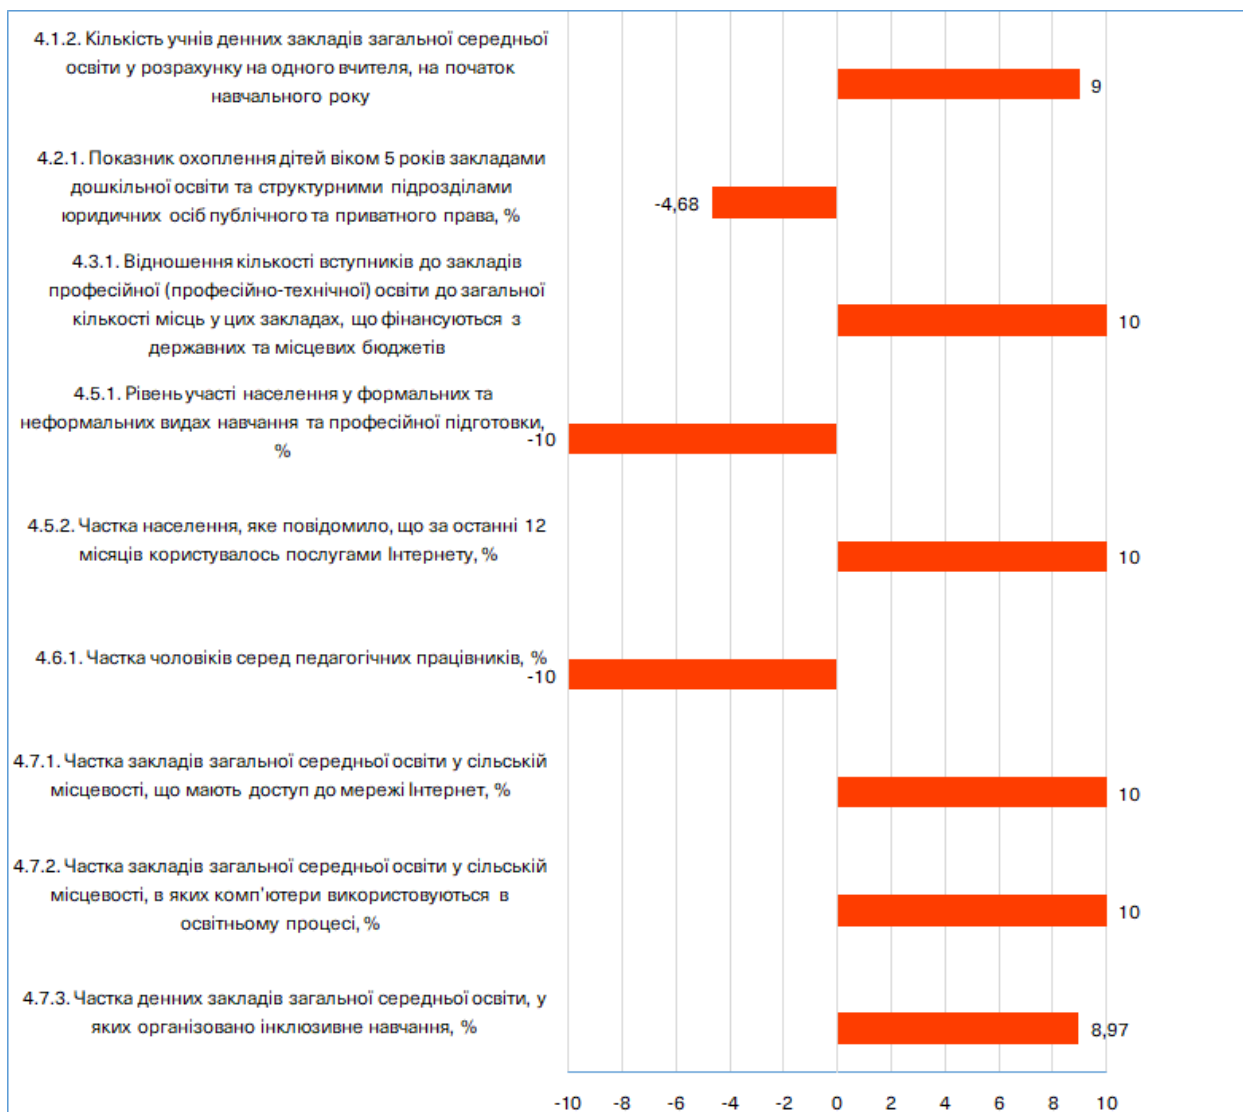 4.1.2. Кількість учнів денних закладів загальної середньої
освіти у розрахунку на одного вчителя, на початок
навчального року
9
4.2.1. Показник охоплення дітей віком 5 років закладами
дошкільної освіти та структурними підрозділами
юридичних осіб публічного та приватного права, %
-4,68
4.3.1. Відношення кількості вступників до закладів
професійної (професійно-технічної) освіти до загальної
кількості місць у цих закладах, що фінансуються з
державних та місцевих бюджетів
10
4.5.1. Рівень участі населення у формальних та
неформальних видах навчання та професійної підготовки,
%
-10
4.5.2. Частка населення, яке повідомило, що за останні 12
місяців користувалось послугами Інтернету, %
10
4.6.1. Частка чоловіків серед педагогічних працівників, %
-10
4.7.1. Частка закладів загальної середньої освіти у сільській
місцевості, що мають доступ до мережі Інтернет, %
10
4.7.2. Частка закладів загальної середньої освіти у сільській
місцевості, в яких комп'ютери використовуються в
освітньому процесі, %
10
4.7.3. Частка денних закладів загальної середньої освіти, у
яких організовано інклюзивне навчання, %
8,97
-10 -8 -6 -4 -2 0 2 4 6 8 10